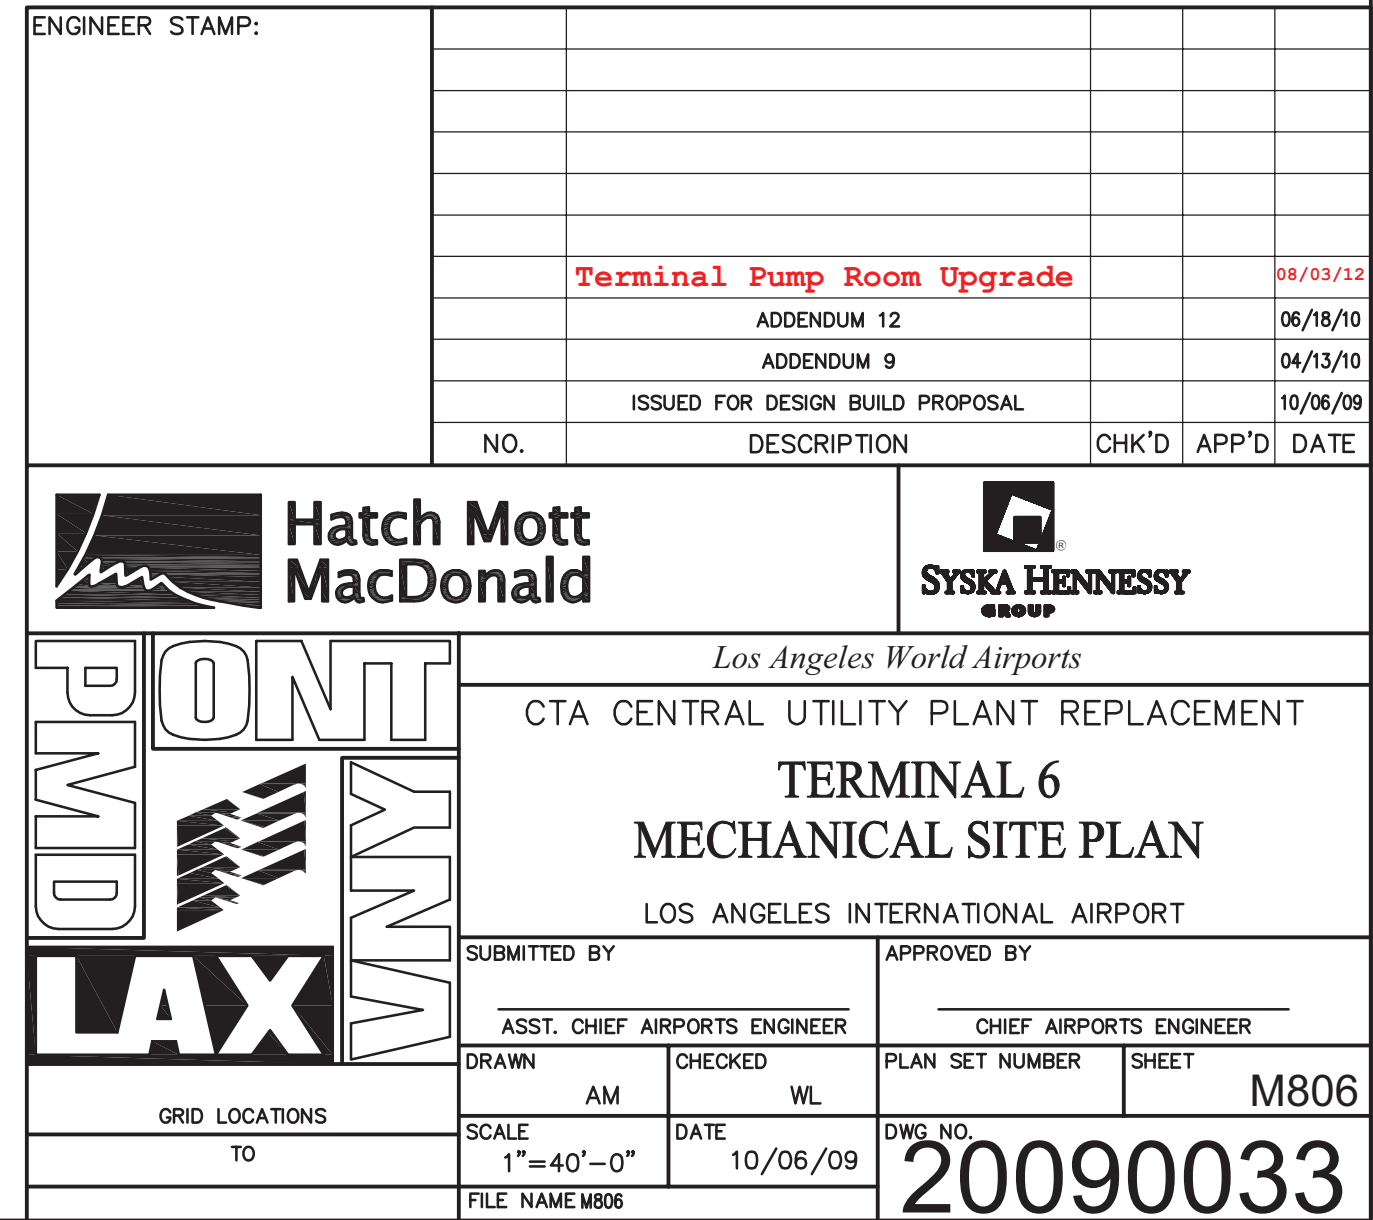 ENGINEER STAMP:
Terminal Pump Room Upgrade 08/03/12
ADDENDUM 12 06/18/10
ADDENDUM 9 04/13/10
ISSUED FOR DESIGN BUILD PROPOSAL 10/06/09
NO. DESCRIPTION CHK'D APP'D DATE
Hatch Mott
MacDonald
®
SYSKA HENNESSY
GROUP
PMD
ONT
VNY
LAX
Los Angeles World Airports
CTA CENTRAL UTILITY PLANT REPLACEMENT
TERMINAL 6
MECHANICAL SITE PLAN
LOS ANGELES INTERNATIONAL AIRPORT
SUBMITTED BY
ASST. CHIEF AIRPORTS ENGINEER
APPROVED BY
CHIEF AIRPORTS ENGINEER
DRAWN
AM
CHECKED
WL
PLAN SET NUMBER
SHEET
M806
GRID LOCATIONS
TO
SCALE
1"=40'-0"
DATE
10/06/09
DWG NO.
20090033
FILE NAME M806